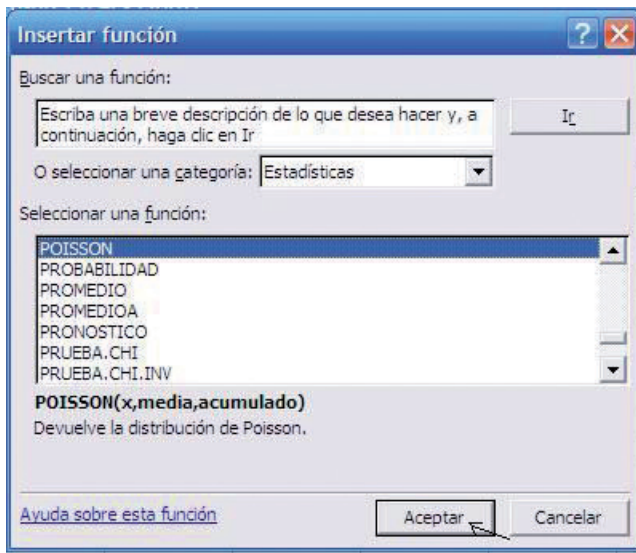 Insertar función
Buscar una función:
Escriba una breve descripción de lo que desea hacer y, a
continuación, haga clic en Ir
Ir
O seleccionar una categoría: Estadísticas
Seleccionar una función:
POISSON
PROBABILIDAD
PROMEDIO
PROMEDIOA
PRONOSTICO
PRUEBA.CHI
PRUEBA.CHI.INV
POISSON(x,media,acumulado)
Devuelve la distribución de Poisson.
Ayuda sobre esta función
Aceptar
Cancelar